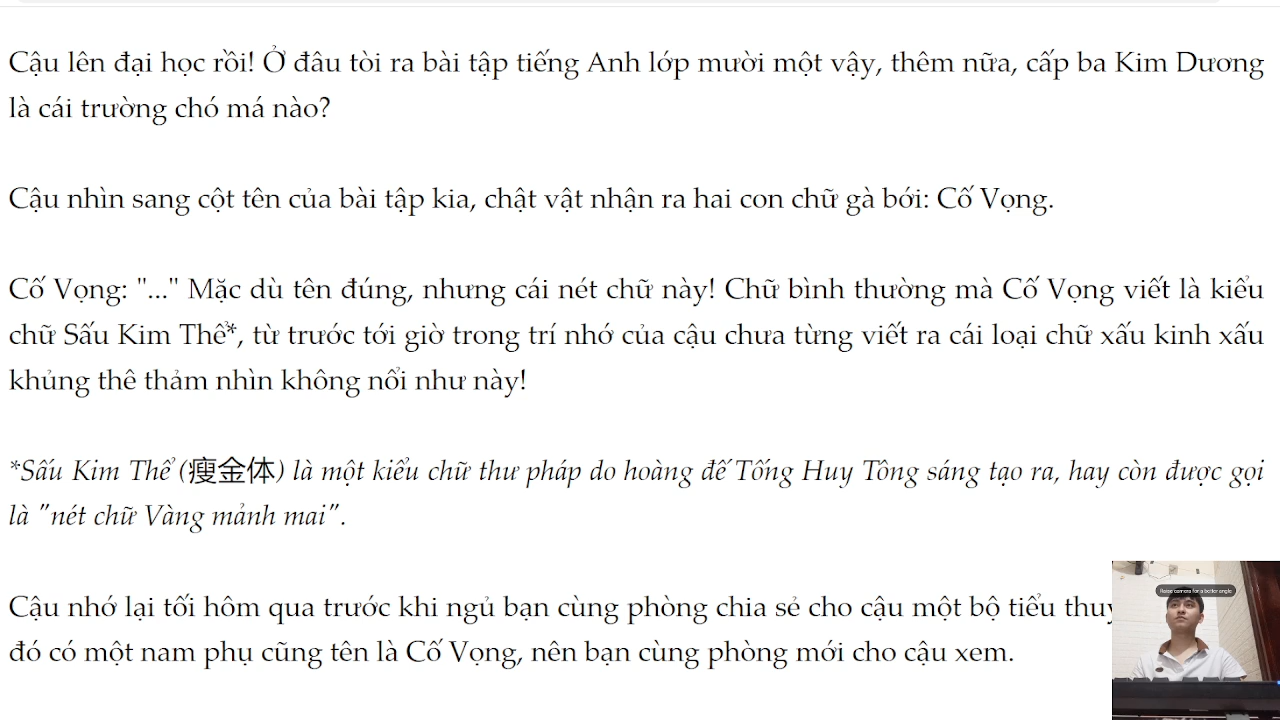 Cậu lên đại học rồi! Ở đâu tòi ra bài tập tiếng Anh lớp mười một vậy, thêm nữa, cấp ba Kim Dương
là cái trường chó má nào?
Cậu nhìn sang cột tên của bài tập kia, chật vật nhận ra hai con chữ gà bới: Cố Vọng.
Cố Vọng: "..." Mặc dù tên đúng, nhưng cái nét chữ này! Chữ bình thường mà Cố Vọng viết là kiểu
chữ Sấu Kim Thể*, từ trước tới giờ trong trí nhớ của cậu chưa từng viết ra cái loại chữ xấu kinh xấu
khủng thê thảm nhìn không nổi như này!
*Sấu Kim Thể (瘦金体) là một kiểu chữ thư pháp do hoàng đế Tống Huy Tông sáng tạo ra, hay còn được gọi
là "nét chữ Vàng mảnh mai".
Cậu nhớ lại tối hôm qua trước khi ngủ bạn cùng phòng chia sẻ cho cậu một bộ tiểu
đó có một nam phụ cũng tên là Cố Vọng, nên bạn cùng phòng mới cho cậu xem.
Raise camera for a better angle